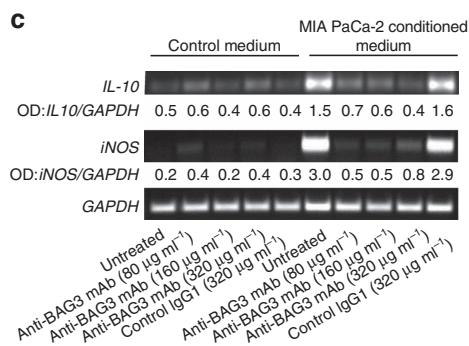 c
Control medium
MIA PaCa-2 conditioned
medium
IL-10
OD:IL10/GAPDH 0.5 0.6 0.4 0.6 0.4 1.5 0.7 0.6 0.4 1.6
iNOS
OD:iNOS/GAPDH 0.2 0.4 0.2 0.4 0.3 3.0 0.5 0.5 0.8 2.9
GAPDH
Untreated
Anti-BAG3 mAb (80 μg ml⁻¹)
Anti-BAG3 mAb (160 μg ml⁻¹)
Anti-BAG3 mAb (320 μg ml⁻¹)
Control IgG1 (320 μg ml⁻¹)
Untreated
Anti-BAG3 mAb (80 μg ml⁻¹)
Anti-BAG3 mAb (160 μg ml⁻¹)
Anti-BAG3 mAb (320 μg ml⁻¹)
Control IgG1 (320 μg ml⁻¹)